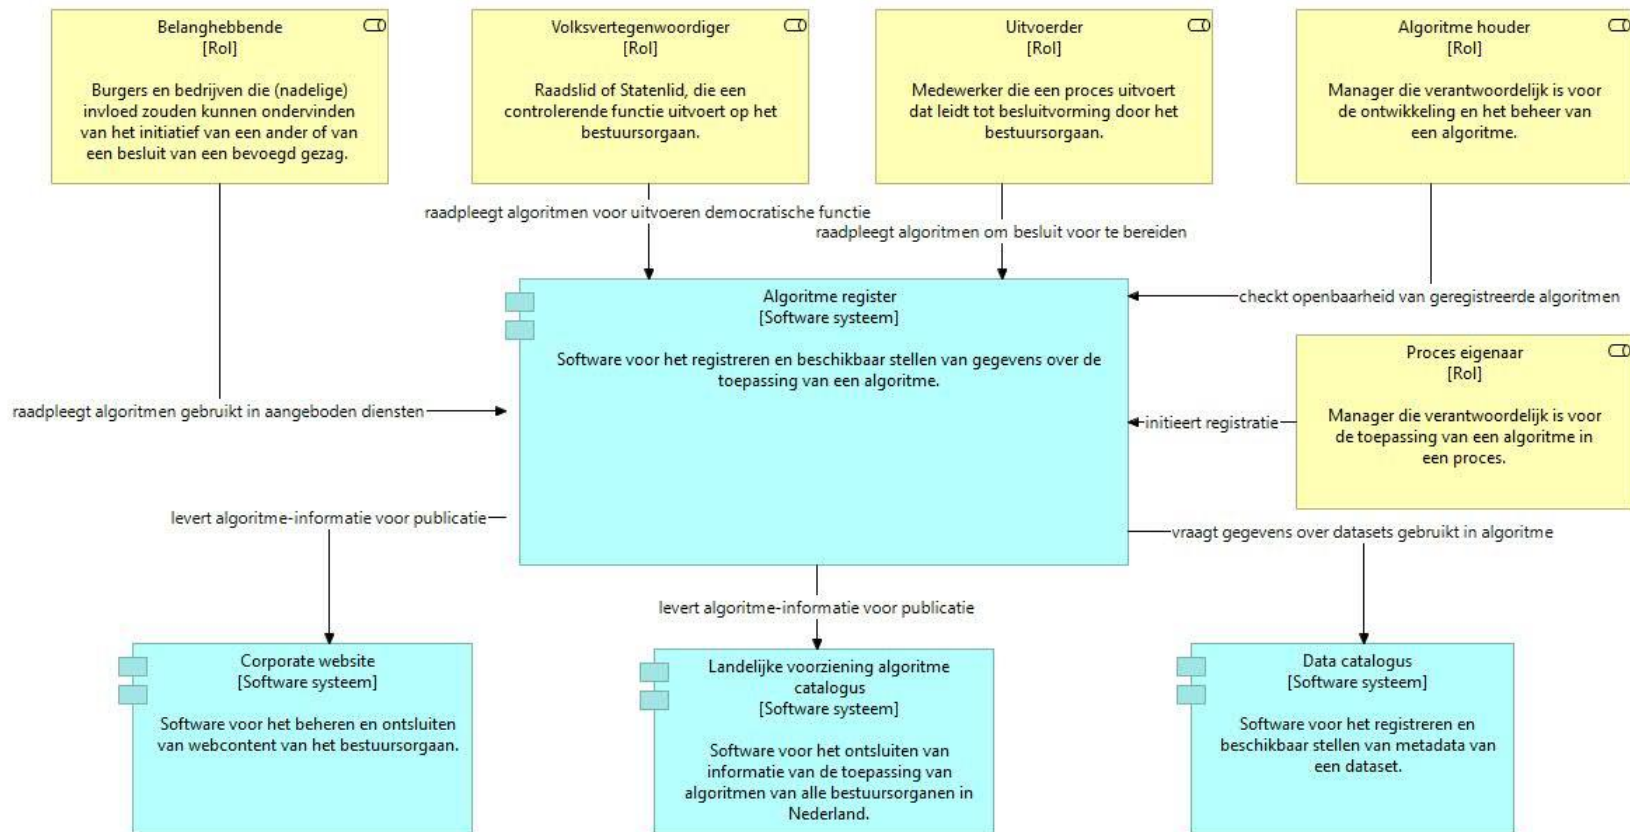 Belanghebbende
[Rol]
Burgers en bedrijven die (nadelige)
invloed zouden kunnen ondervinden
van het initiatief van een ander of van
een besluit van een bevoegd gezag.
Volksvertegenwoordiger
[Rol]
Raadslid of Statenlid, die een
controlerende functie uitvoert op het
bestuursorgaan.
Uitvoerder
[Rol]
Medewerker die een proces uitvoert
dat leidt tot besluitvorming door het
bestuursorgaan.
Algoritme houder
[Rol]
Manager die verantwoordelijk is voor
de ontwikkeling en het beheer van
een algoritme.
raadpleegt algoritmen voor uitvoeren democratische functie
raadpleegt algoritmen om besluit voor te bereiden
Algoritme register
[Software systeem]
Software voor het registreren en beschikbaar stellen van gegevens over de
toepassing van een algoritme.
checkt openbaarheid van geregistreerde algoritmen
Proces eigenaar
[Rol]
Manager die verantwoordelijk is voor
de toepassing van een algoritme in
een proces.
raadpleegt algoritmen gebruikt in aangeboden diensten
initieert registratie
levert algoritme-informatie voor publicatie
vraagt gegevens over datasets gebruikt in algoritme
levert algoritme-informatie voor publicatie
Corporate website
[Software systeem]
Software voor het beheren en ontsluiten
van webcontent van het bestuursorgaan.
Landelijke voorziening algoritme
catalogus
[Software systeem]
Software voor het ontsluiten van
informatie van de toepassing van
algoritmen van alle bestuursorganen in
Nederland.
Data catalogus
[Software systeem]
Software voor het registreren en
beschikbaar stellen van metadata van
een dataset.